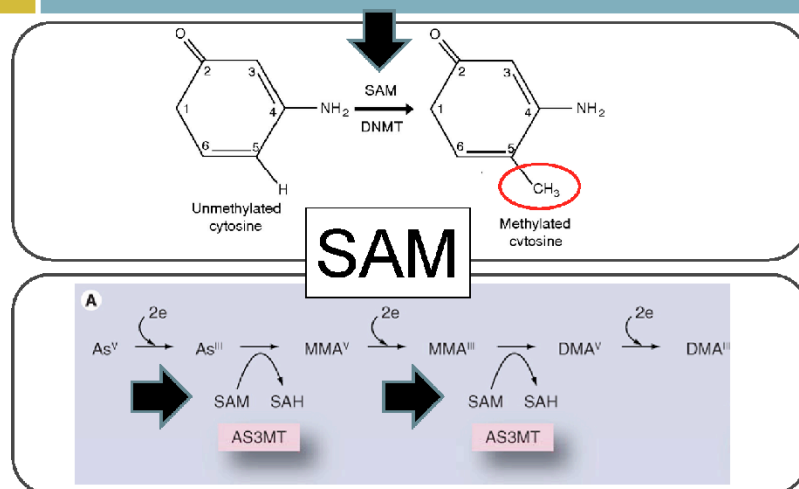 O O
2 3 2 3
SAM
1 4 NH₂ 1 4 NH₂
DNMT
6 5 6 5
H CH₃
Unmethylated
cytosine
Methylated
cytosine
SAM
A
2e 2e 2e
Asⱽ Asᴵᴵᴵ MMAⱽ MMAᴵᴵᴵ DMAⱽ DMAᴵᴵᴵ
SAM SAH SAM SAH
AS3MT AS3MT